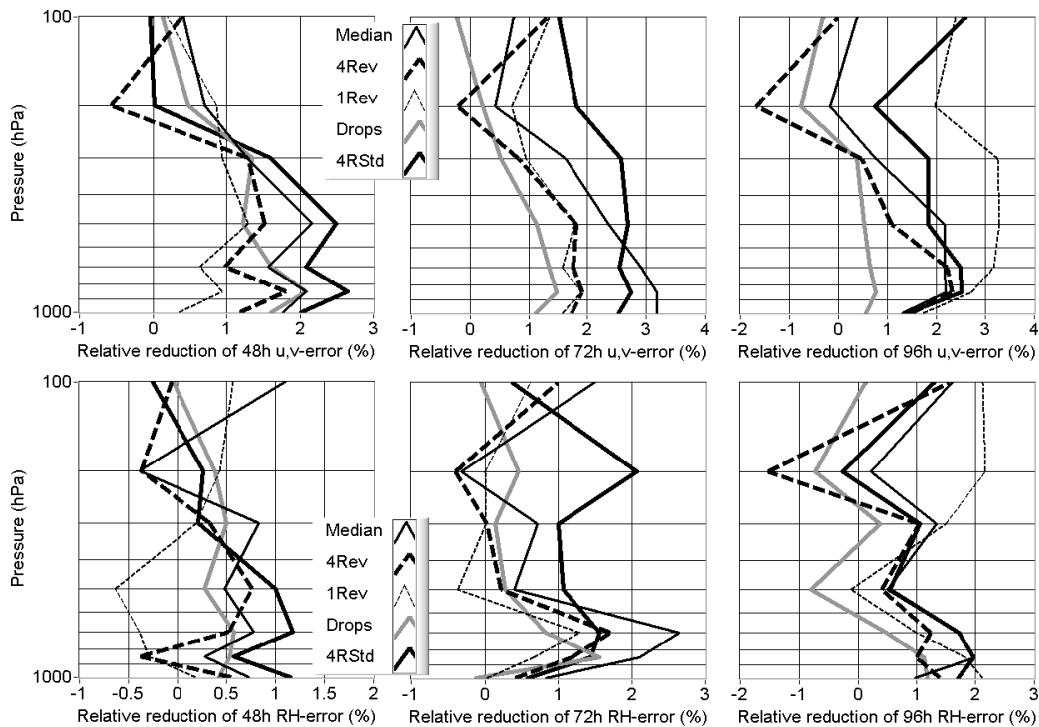 100
1000
Pressure (hPa)
Median
4Rev
1Rev
Drops
4RStd
-1 0 1 2 3
-1 0 1 2 3 4
-1 0 1 2 3 4
Relative reduction of 48h u,v-error (%)
Relative reduction of 72h u,v-error (%)
Relative reduction of 96h u,v-error (%)
100
1000
Pressure (hPa)
Median
4Rev
1Rev
Drops
4RStd
-1 -0.5 0 0.5 1 1.5 2
-1 0 1 2 3
-2 -1 0 1 2 3
Relative reduction of 48h RH-error (%)
Relative reduction of 72h RH-error (%)
Relative reduction of 96h RH-error (%)